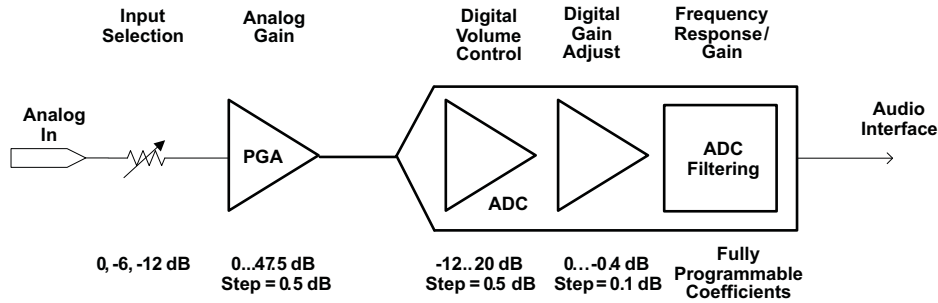 Input
Selection
Analog
Gain
Digital
Volume
Control
Digital
Gain
Adjust
Frequency
Response/
Gain
Analog
In
PGA
ADC
ADC
Filtering
Audio
Interface
0, -6, -12 dB
0...47.5 dB
Step = 0.5 dB
-12..20 dB
Step = 0.5 dB
0...-0.4 dB
Step = 0.1 dB
Fully
Programmable
Coefficients